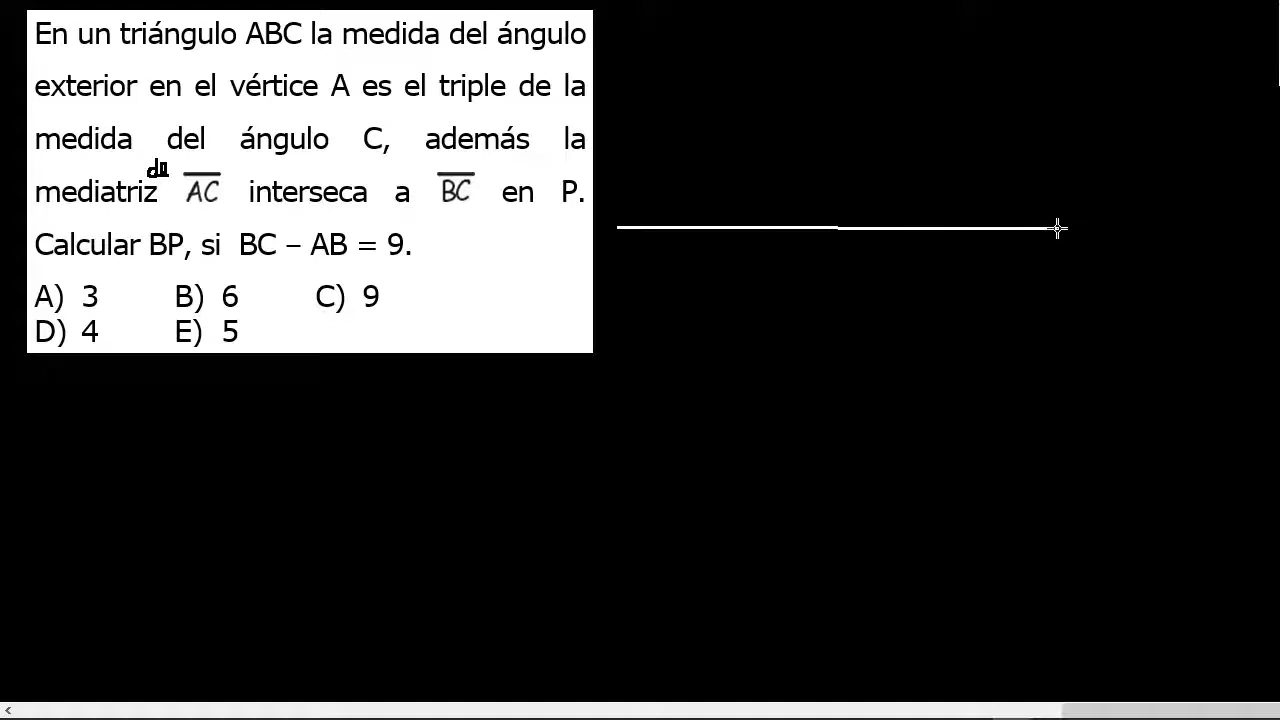 En un triángulo ABC la medida del ángulo
exterior en el vértice A es el triple de la
medida del ángulo C, además la
mediatriz de AC interseca a BC en P.
Calcular BP, si BC – AB = 9.
A) 3 B) 6 C) 9
D) 4 E) 5